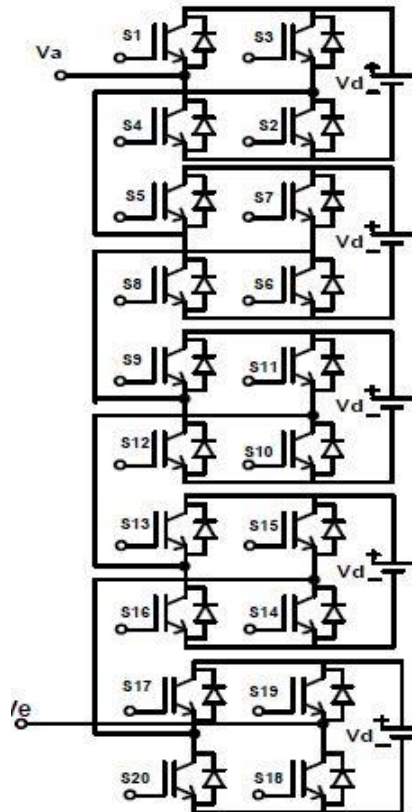 S1 S3
Va
Vd
+
-
S4 S2
S5 S7
+
Vd
-
S8 S6
S9 S11
+
Vd
-
S12 S10
S13 S15
+
Vd
-
S16 S14
S17 S19
Ve
+
Vd
-
S20 S18